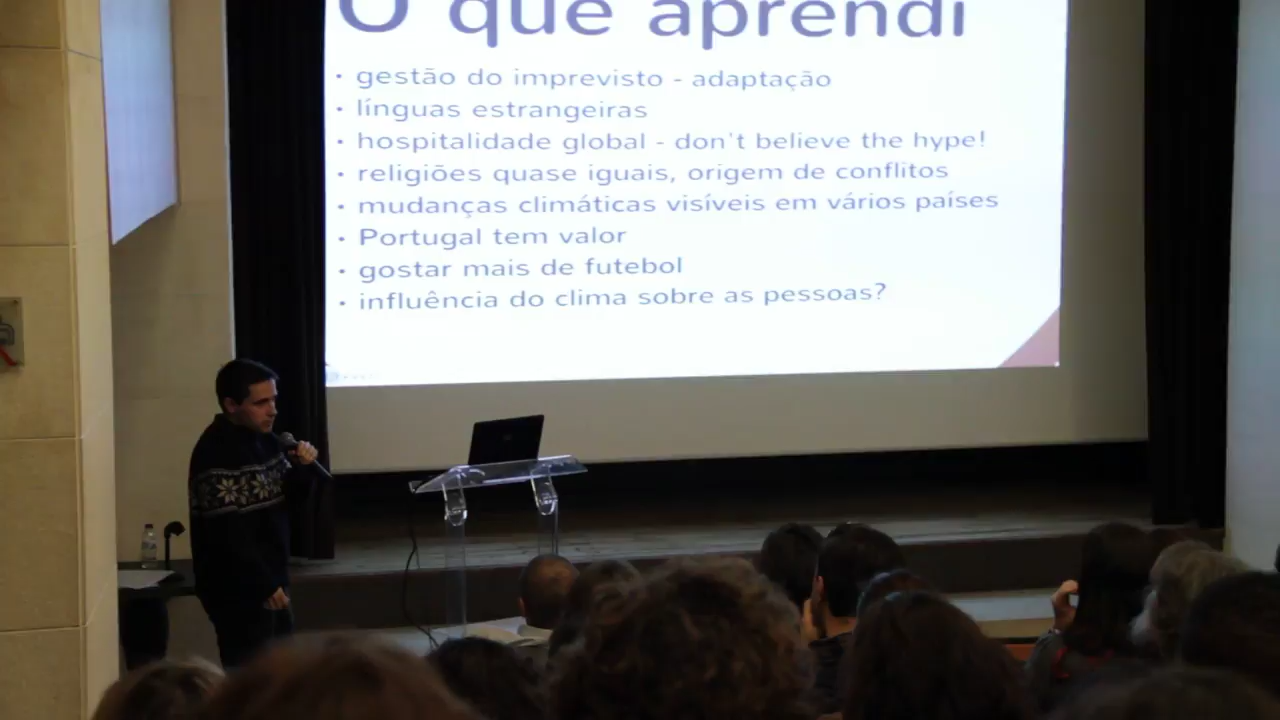 O que aprendi
• gestão do imprevisto - adaptação
• línguas estrangeiras
• hospitalidade global - don't believe the hype!
• religiões quase iguais, origem de conflitos
• mudanças climáticas visíveis em vários países
• Portugal tem valor
• gostar mais de futebol
• influência do clima sobre as pessoas?